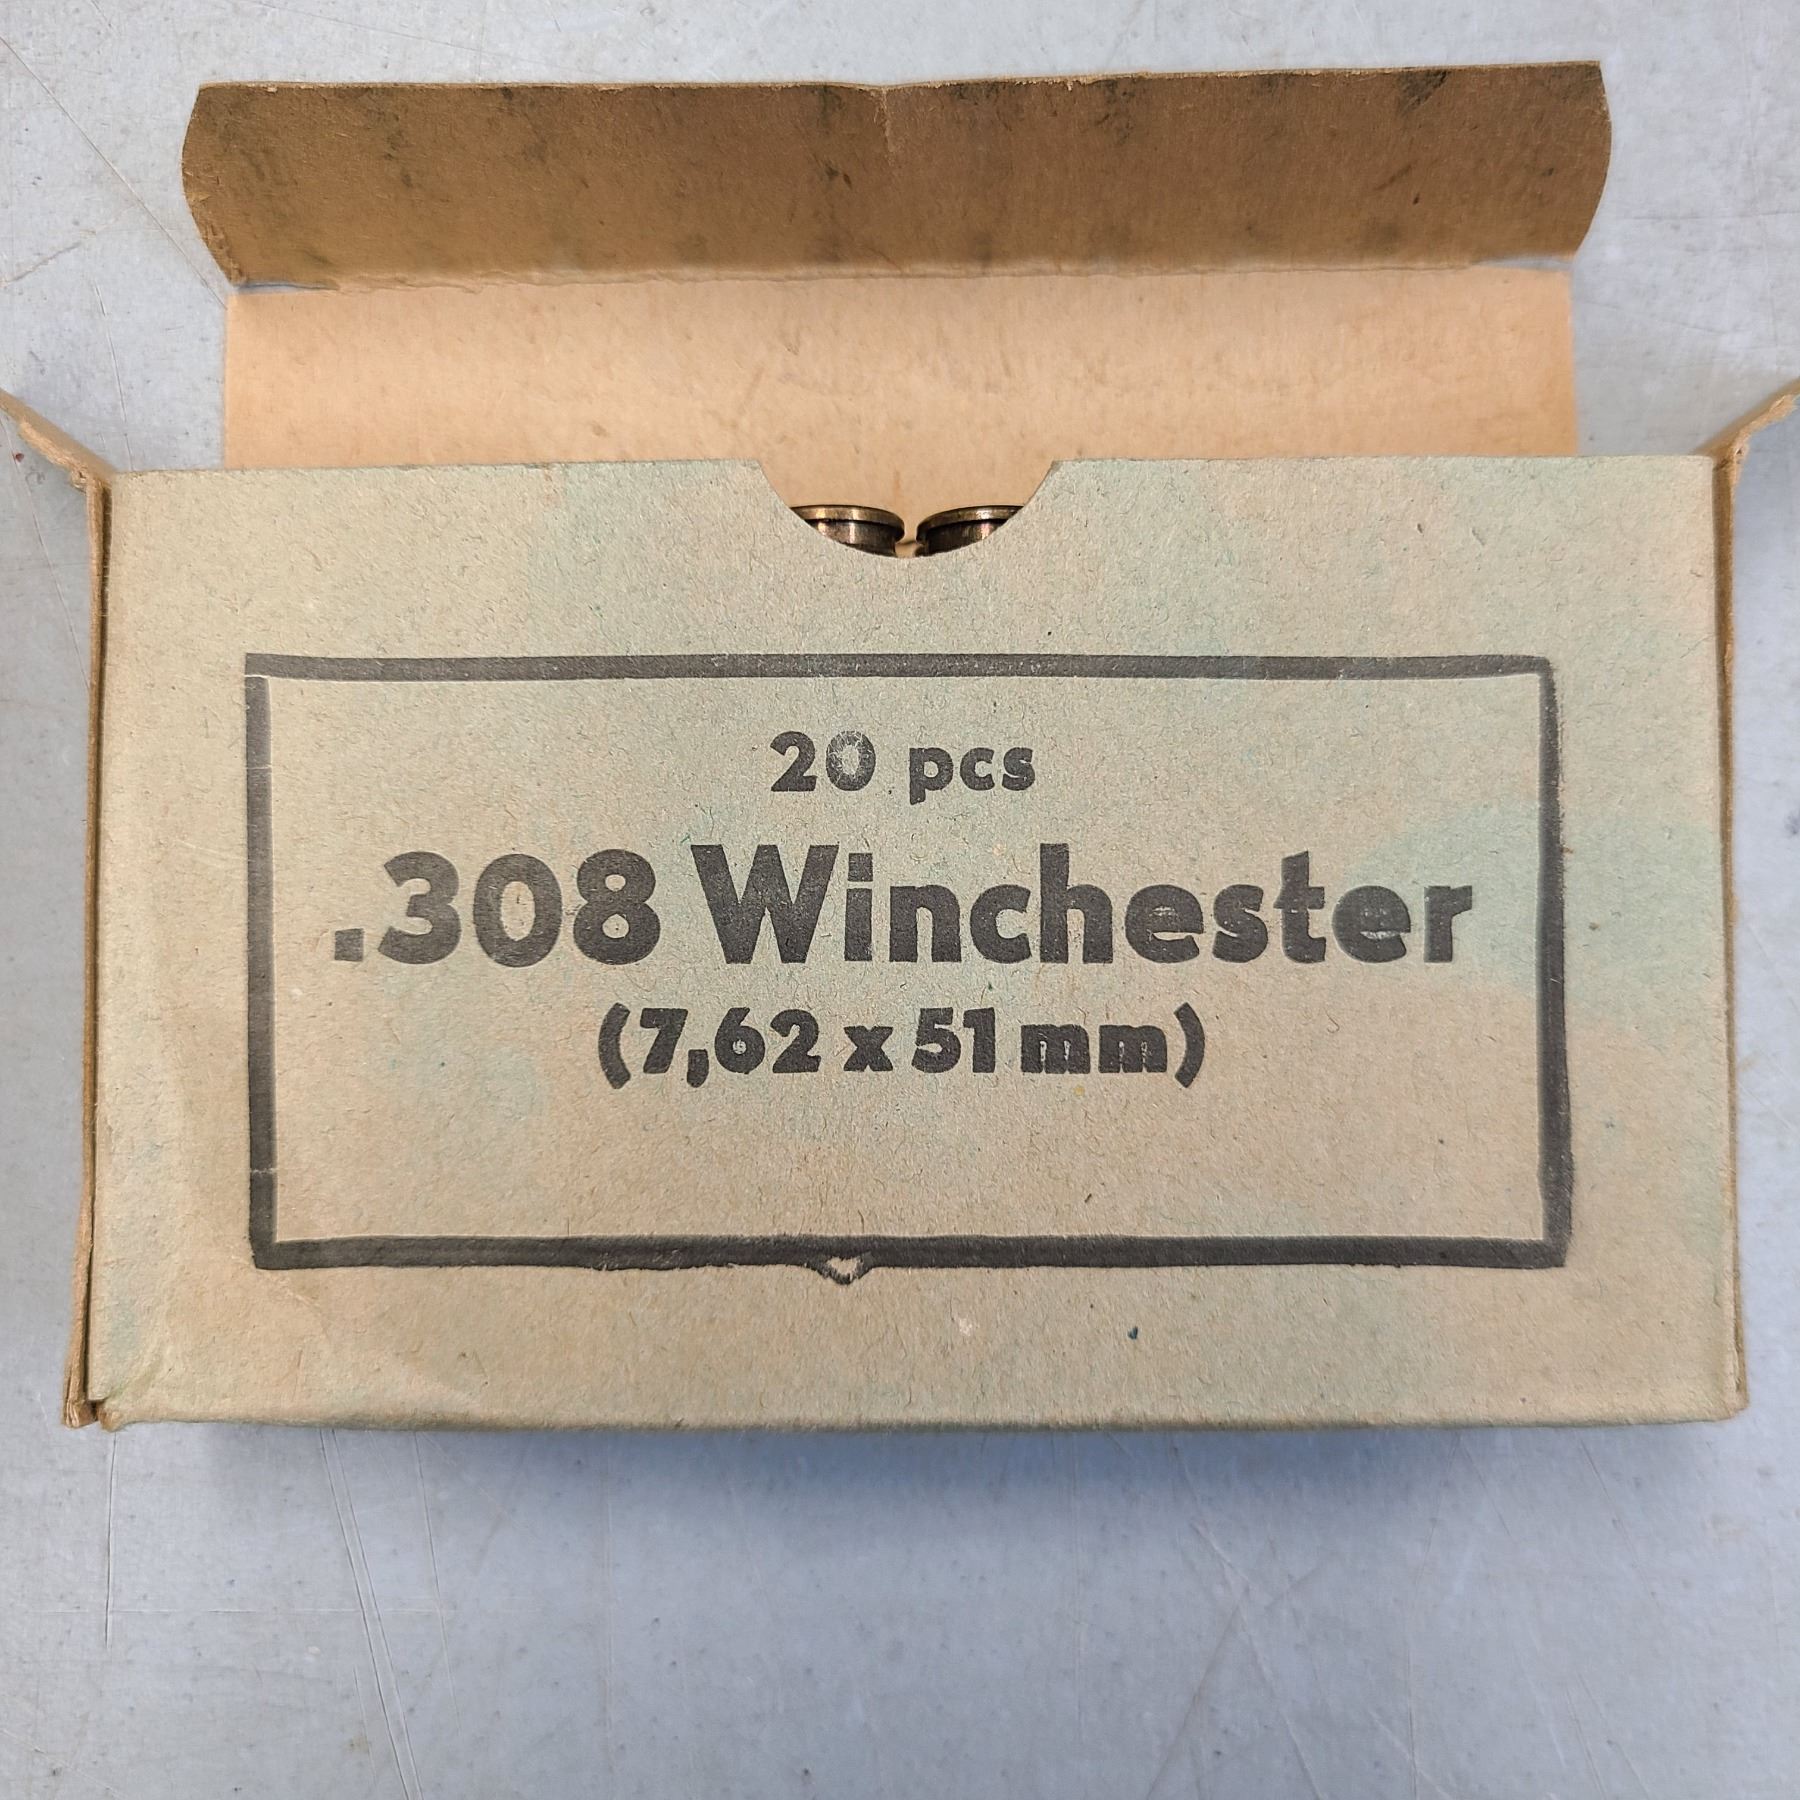 20 pcs
.308 Winchester
(7,62 x 51 mm)